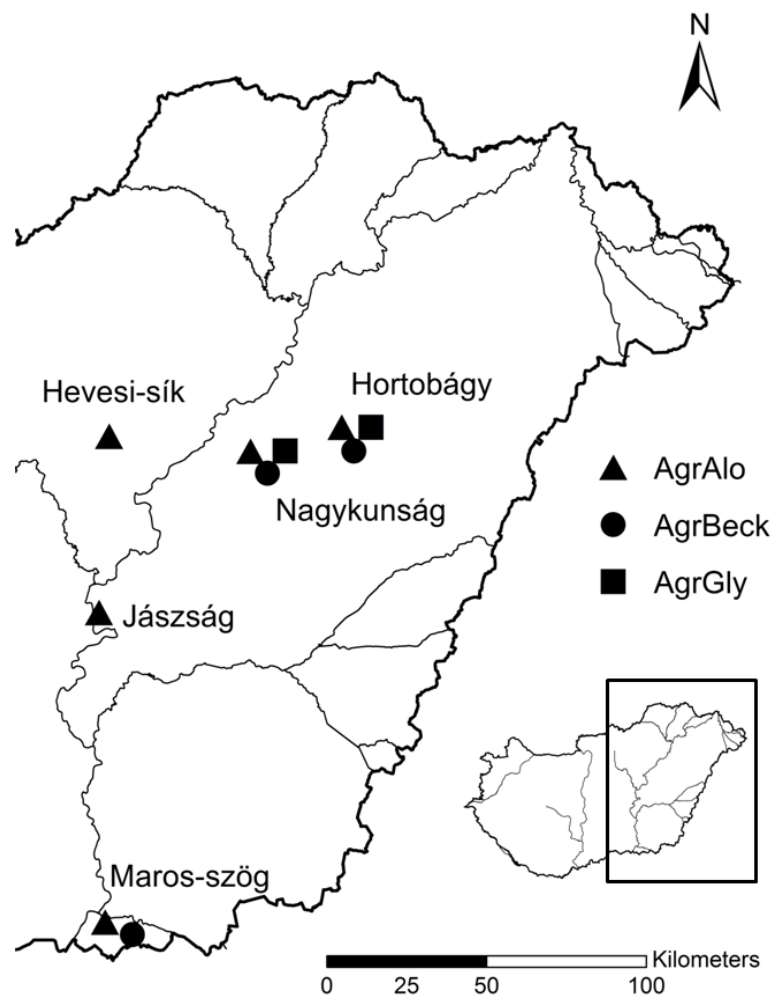 N
Hevesi-sík
Hortobágy
Nagykunság
AgrAlo
AgrBeck
AgrGly
Jászság
Maros-szög
Kilometers
0 25 50 100